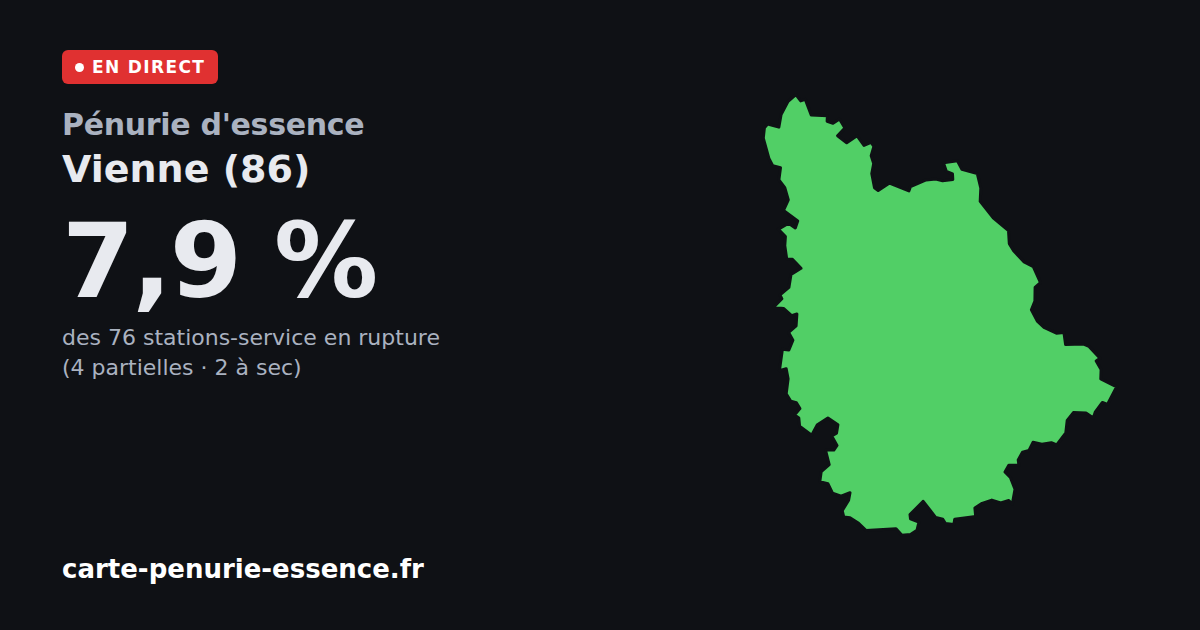 EN DIRECT
Pénurie d'essence
Vienne (86)
7,9 %
des 76 stations-service en rupture
(4 partielles · 2 à sec)
carte-penurie-essence.fr